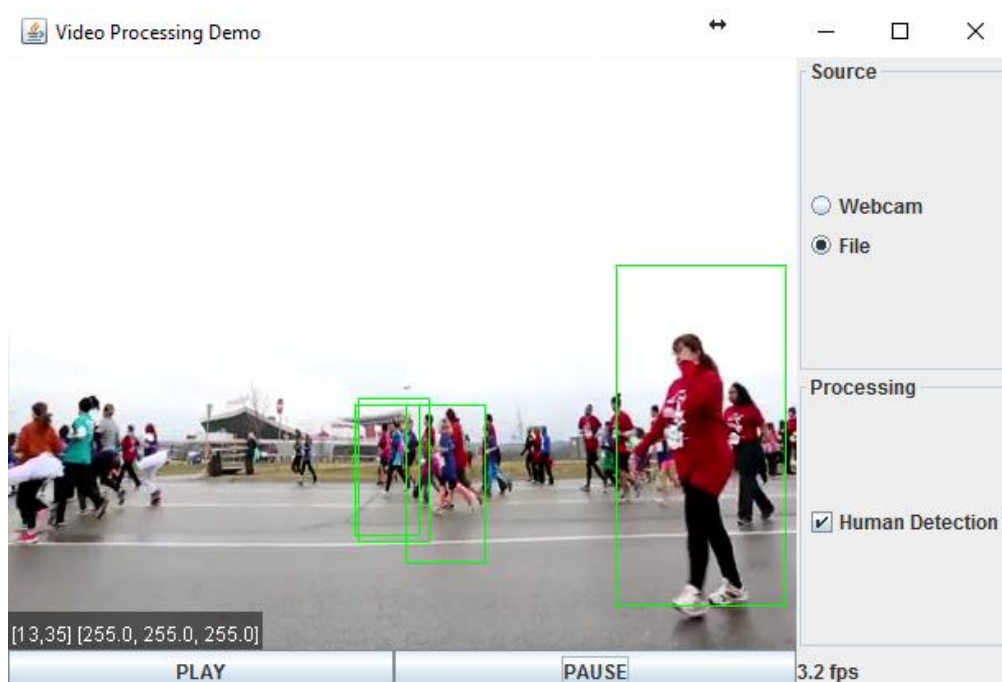 Video Processing Demo
Source
Webcam
File
Processing
Human Detection
[13,35] [255.0, 255.0, 255.0]
PLAY
PAUSE
3.2 fps